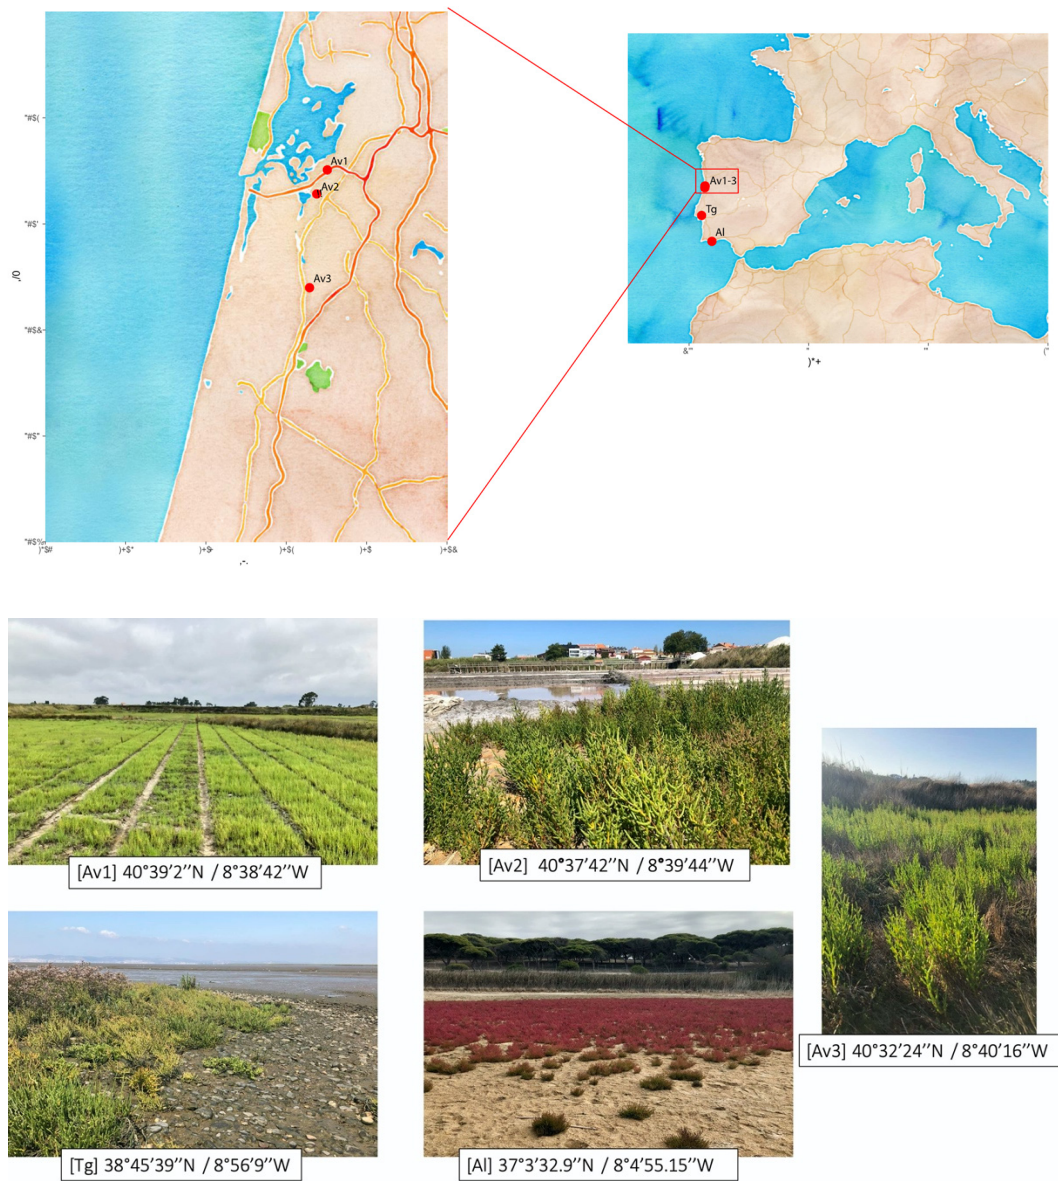 Av1
Av2
Av3
"#$(
"#$'
"#$&
"#$"
"#$%
)*$#
)+$*
)+$(
)+$
)+$&
Av1-3
Tg
Al
&'"
"
'"
("
)*+
[Av1] 40°39’2’’N / 8°38’42’’W
[Av2] 40°37’42’’N / 8°39’44’’W
[Av3] 40°32’24’’N / 8°40’16’’W
[Tg] 38°45’39’’N / 8°56’9’’W
[Al] 37°3’32.9’’N / 8°4’55.15’’W